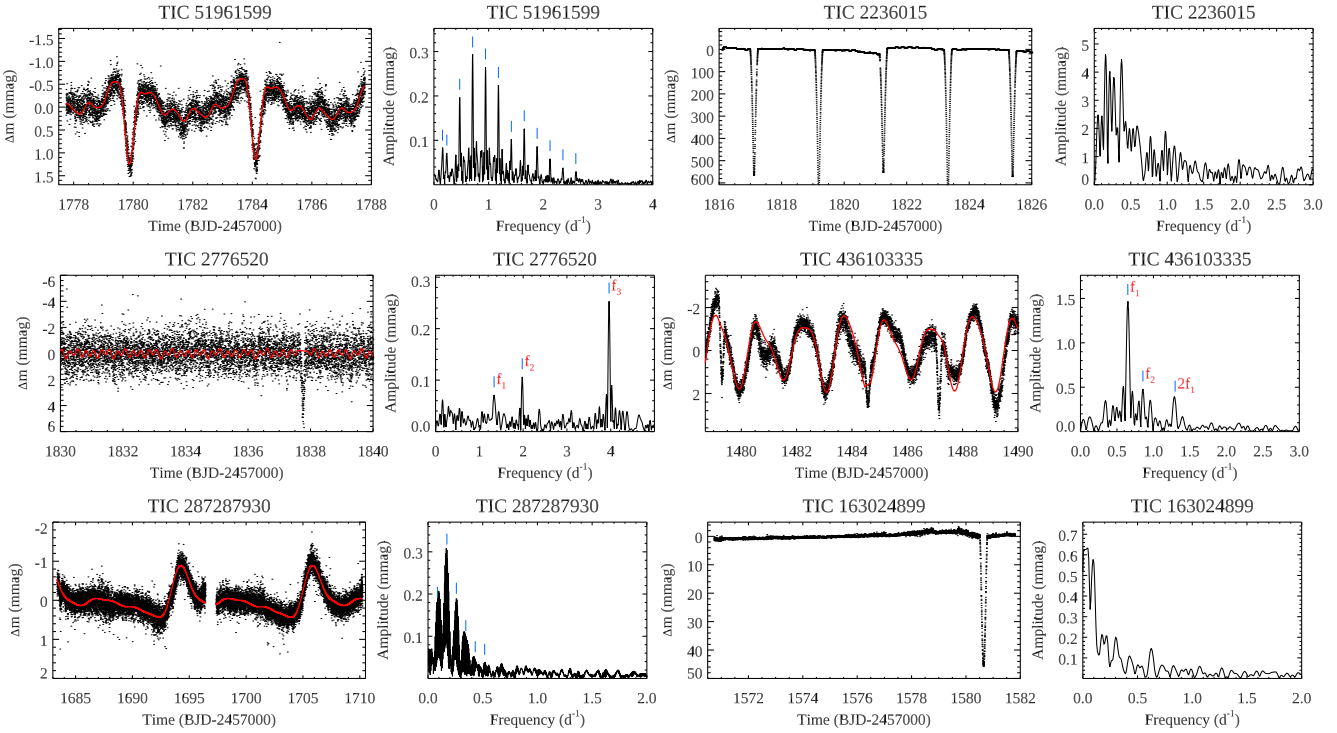 TIC 51961599
TIC 51961599
TIC 2236015
TIC 2236015
-1.5
-1.0
-0.5
0.0
0.5
1.0
1.5
Δm (mmag)
1778 1780 1782 1784 1786 1788
Time (BJD-2457000)
0.3
0.2
0.1
Amplitude (mmag)
0 1 2 3 4
Frequency (d-1)
0
100
200
300
400
500
600
Δm (mmag)
1816 1818 1820 1822 1824 1826
Time (BJD-2457000)
5
4
3
2
1
0
Amplitude (mmag)
0.0 0.5 1.0 1.5 2.0 2.5 3.0
Frequency (d-1)
TIC 2776520
TIC 2776520
TIC 436103335
TIC 436103335
-6
-4
-2
0
2
4
6
Δm (mmag)
1830 1832 1834 1836 1838 1840
Time (BJD-2457000)
0.3
0.2
0.1
0.0
Amplitude (mmag)
f1
f2
f3
0 1 2 3 4
Frequency (d-1)
-2
0
2
Δm (mmag)
1480 1482 1484 1486 1488 1490
Time (BJD-2457000)
1.5
1.0
0.5
0.0
Amplitude (mmag)
f1
f2
2f1
0.0 0.5 1.0 1.5 2.0 2.5 3.0
Frequency (d-1)
TIC 287287930
TIC 287287930
TIC 163024899
TIC 163024899
-2
-1
0
1
2
Δm (mmag)
1685 1690 1695 1700 1705 1710
Time (BJD-2457000)
0.3
0.2
0.1
Amplitude (mmag)
0.0 0.5 1.0 1.5 2.0
Frequency (d-1)
0
10
20
30
40
50
Δm (mmag)
1572 1574 1576 1578 1580 1582
Time (BJD-2457000)
0.7
0.6
0.5
0.4
0.3
0.2
0.1
Amplitude (mmag)
0.0 0.5 1.0 1.5 2.0
Frequency (d-1)